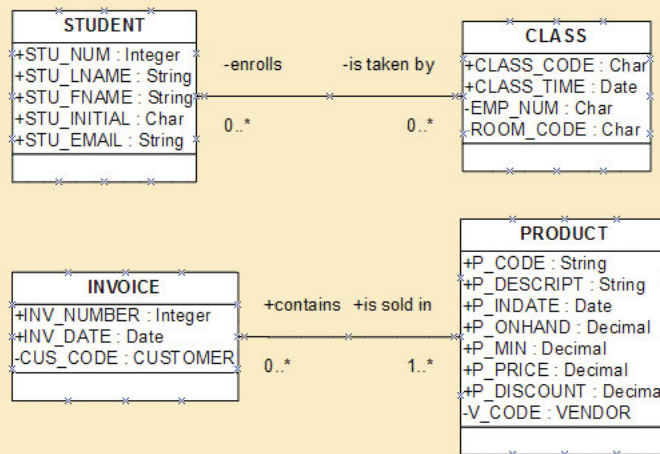 STUDENT
+STU_NUM : Integer
+STU_LNAME : String
+STU_FNAME : String
+STU_INITIAL : Char
+STU_EMAIL : String
-enrolls
-is taken by
0..*
0..*
CLASS
+CLASS_CODE : Char
+CLASS_TIME : Date
-EMP_NUM : Char
-ROOM_CODE : Char
INVOICE
+INV_NUMBER : Integer
+INV_DATE : Date
-CUS_CODE : CUSTOMER
+contains
+is sold in
0..*
1..*
PRODUCT
+P_CODE : String
+P_DESCRIPT : String
+P_INDATE : Date
+P_ONHAND : Decimal
+P_MIN : Decimal
+P_PRICE : Decimal
+P_DISCOUNT : Decimal
-V_CODE : VENDOR